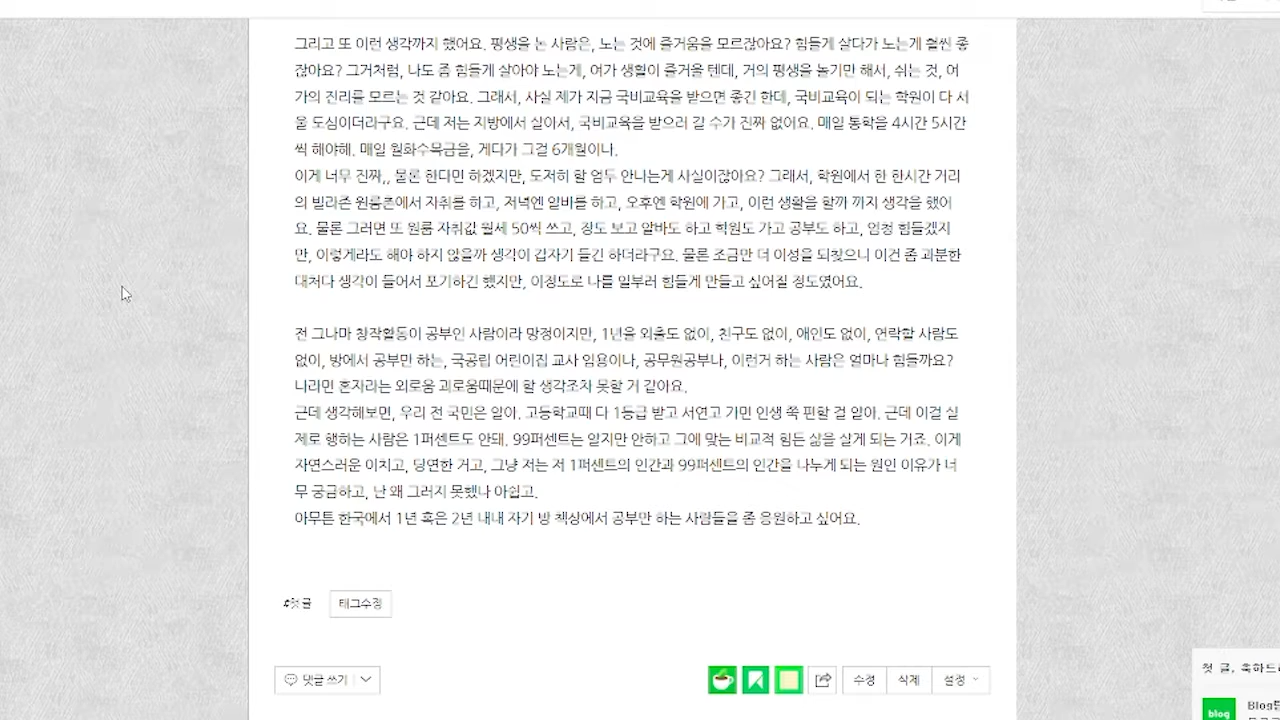 그리고 또 이런 생각까지 했어요. 평생을 논 사람은, 노는 것에 즐거움을 모르잖아요? 힘들게 살다가 노는게 훨씬 좋
잖아요? 그거처럼, 나도 좀 힘들게 살아야 노는게, 여가 생활이 즐거울 텐데, 거의 평생을 놀기만 해서, 쉬는 것, 여
가의 진리를 모르는 것 같아요. 그래서, 사실 제가 지금 국비교육을 받으면 좋긴 한데, 국비교육이 되는 학원이 다 서
울 도심이더라구요. 근데 저는 지방에서 살아서, 국비교육을 받으러 갈 수가 진짜 없어요. 매일 통학을 4시간 5시간
씩 해야해. 매일 월화수목금을, 게다가 그걸 6개월이나.
이게 너무 진짜,, 물론 한다면 하겠지만, 도저히 할 엄두 안나는게 사실이잖아요? 그래서, 학원에서 한 한시간 거리
의 빌라촌 원룸촌에서 자취를 하고, 저녁엔 알바를 하고, 오후엔 학원에 가고, 이런 생활을 할까 까지 생각을 했어
요. 물론 그러면 또 원룸 자취값 월세 50씩 쓰고, 장도 보고 알바도 하고 학원도 가고 공부도 하고, 엄청 힘들겠지
만, 이렇게라도 해야 하지 않을까 생각이 갑자기 들긴 하더라구요. 물론 조금만 더 이성을 되찾으니 이건 좀 과분한
대처다 생각이 들어서 포기하긴 했지만, 이정도로 나를 일부러 힘들게 만들고 싶어질 정도였어요.
전 그나마 창작활동이 공부인 사람이라 망정이지만, 1년을 외출도 없이, 친구도 없이, 애인도 없이, 연락할 사람도
없이, 방에서 공부만 하는, 국공립 어린이집 교사 임용이나, 공무원공부나, 이런거 하는 사람은 얼마나 힘들까요?
나라면 혼자라는 외로움 괴로움때문에 할 생각조차 못할 거 같아요.
근데 생각해보면, 우리 전 국민은 알아. 고등학교때 다 1등급 받고 서연고 가면 인생 쭉 편할 걸 알아. 근데 이걸 실
제로 행하는 사람은 1퍼센트도 안돼. 99퍼센트는 알지만 안하고 그에 맞는 비교적 힘든 삶을 살게 되는 거죠. 이게
자연스러운 이치고, 당연한 거고, 그냥 저는 저 1퍼센트의 인간과 99퍼센트의 인간을 나누게 되는 원인 이유가 너
무 궁금하고, 난 왜 그러지 못했나 아쉽고.
아무튼 한국에서 1년 혹은 2년 내내 자기 방 책상에서 공부만 하는 사람들을 좀 응원하고 싶어요.
#첫글 태그수정
댓글 쓰기 수정 삭제 설정
첫 글, 축하드
blog Blog